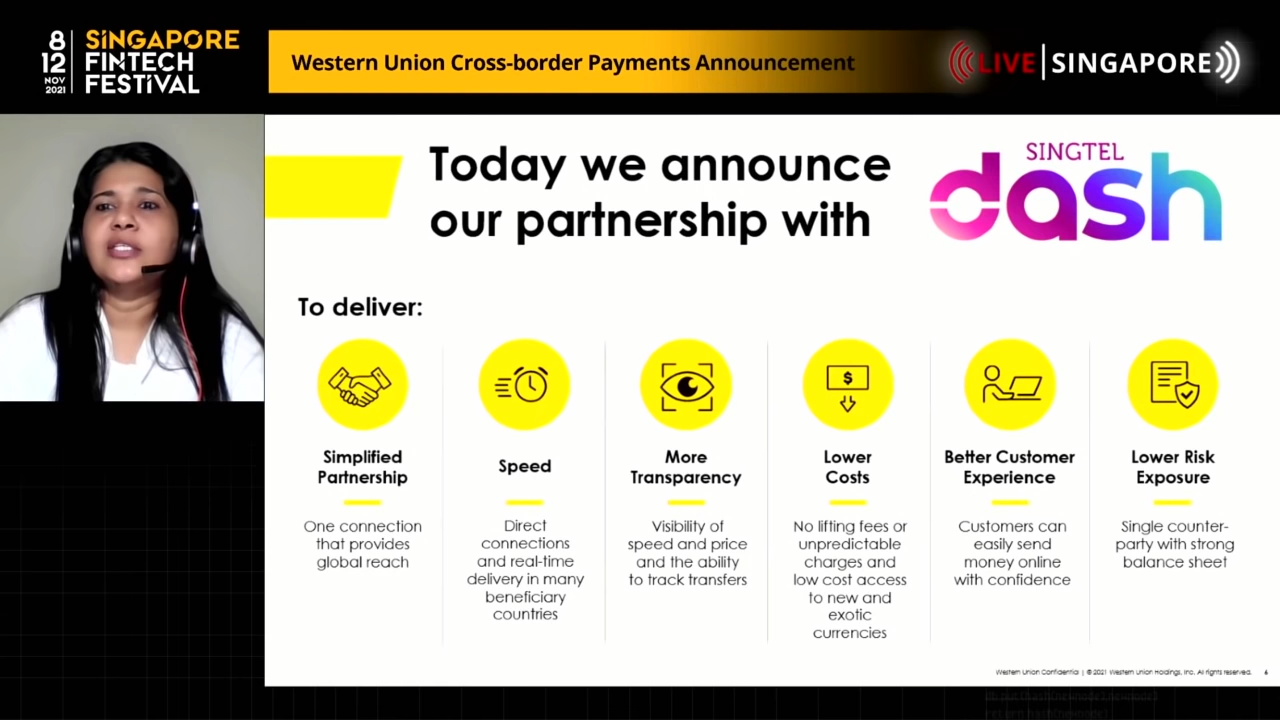 8
12
NOV
2021
SINGAPORE
FINTECH
FESTIVAL
Western Union Cross-border Payments Announcement
LIVE SINGAPORE
Today we announce
our partnership with
SINGTEL
dash
To deliver:
Simplified
Partnership
One connection
that provides
global reach
Speed
Direct
connections
and real-time
delivery in many
beneficiary
countries
More
Transparency
Visibility of
speed and price
and the ability
to track transfers
Lower
Costs
$
No lifting fees or
unpredictable
charges and
low cost access
to new and
exotic
currencies
Better Customer
Experience
Customers can
easily send
money online
with confidence
Lower Risk
Exposure
Single counter-
party with strong
balance sheet
Western Union Confidential | © 2021 Western Union Holdings, Inc. All rights reserved. 6